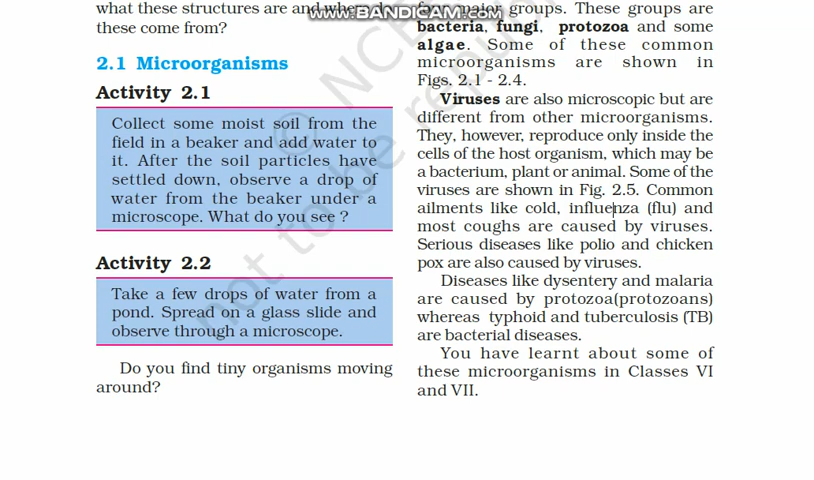 what these structures are and where do
these come from?
2.1 Microorganisms
Activity 2.1
Collect some moist soil from the
field in a beaker and add water to
it. After the soil particles have
settled down, observe a drop of
water from the beaker under a
microscope. What do you see ?
Activity 2.2
Take a few drops of water from a
pond. Spread on a glass slide and
observe through a microscope.
Do you find tiny organisms moving
around?
www.BANDICAM.com
major groups. These groups are
bacteria, fungi, protozoa and some
algae. Some of these common
microorganisms are shown in
Figs. 2.1 - 2.4.
Viruses are also microscopic but are
different from other microorganisms.
They, however, reproduce only inside the
cells of the host organism, which may be
a bacterium, plant or animal. Some of the
viruses are shown in Fig. 2.5. Common
ailments like cold, influenza (flu) and
most coughs are caused by viruses.
Serious diseases like polio and chicken
pox are also caused by viruses.
Diseases like dysentery and malaria
are caused by protozoa(protozoans)
whereas typhoid and tuberculosis (TB)
are bacterial diseases.
You have learnt about some of
these microorganisms in Classes VI
and VII.
© NCE
not to be republi